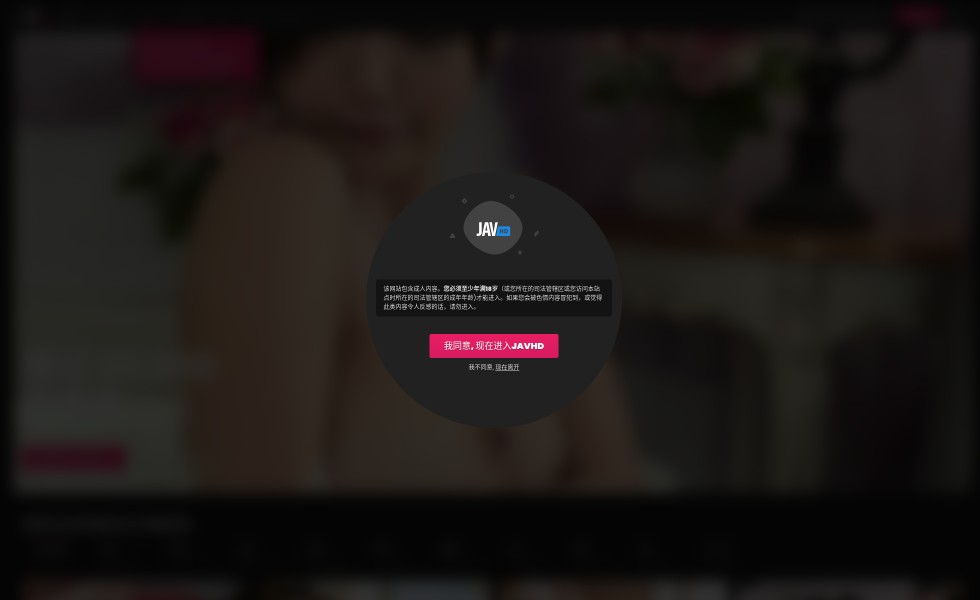 JAV HD
该网站包含成人内容。您必须至少年满18岁（或您所在的司法管辖区或您访问本站
点时所在的司法管辖区的成年年龄)才能进入。如果您会被色情内容冒犯到，或觉得
此类内容令人反感的话，请勿进入。
我同意, 现在进入JAVHD
我不同意, 现在离开